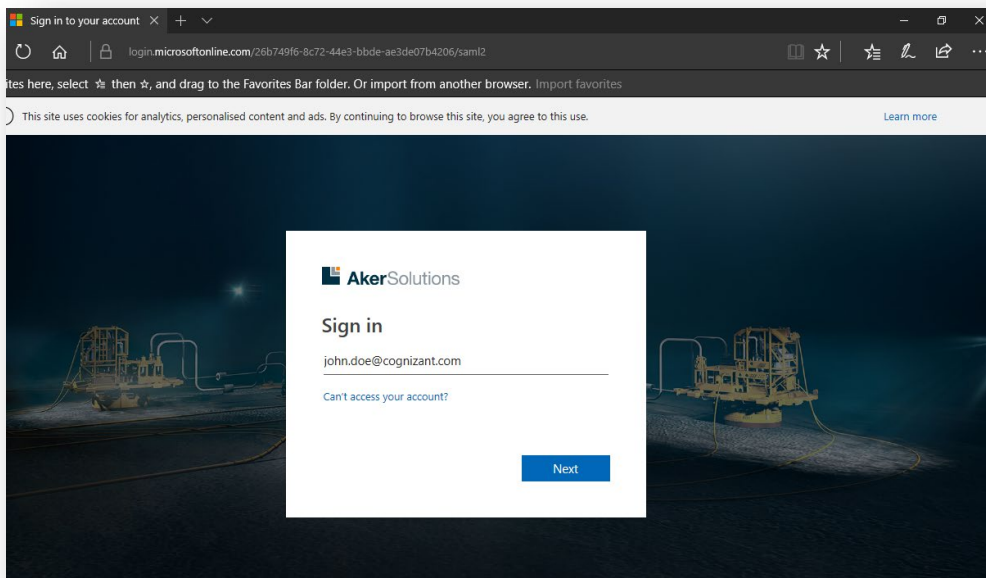 Sign in to your account
login.microsoftonline.com/26b749f6-8c72-44e3-bbde-ae3de07b4206/saml2
ites here, select then , and drag to the Favorites Bar folder. Or import from another browser. Import favorites
This site uses cookies for analytics, personalised content and ads. By continuing to browse this site, you agree to this use. Learn more
AkerSolutions
Sign in
john.doe@cognizant.com
Can't access your account?
Next